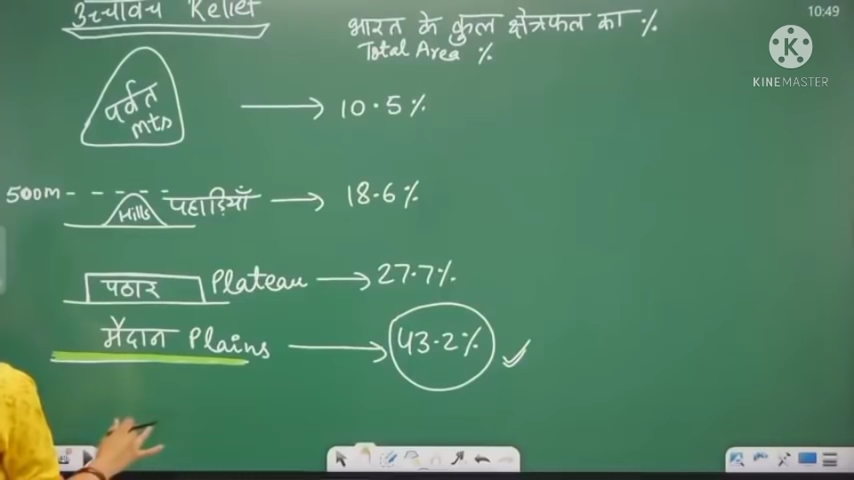 उच्चावच Relief
भारत के कुल क्षेत्रफल का %
Total Area %
10:49
K
KINEMASTER
पर्वत
mts
10.5%
500m
Hills
पहाड़ियाँ
18.6%
पठार
Plateau
27.7%
मैदान Plains
43.2%